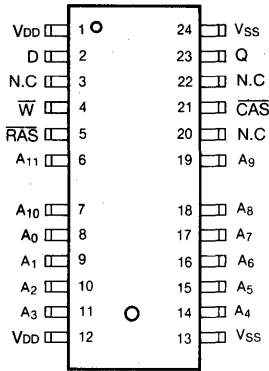 VDD 1 24 VSS
D 2 23 Q
N.C 3 22 N.C
W̅ 4 21 C̅A̅S̅
R̅A̅S̅ 5 20 N.C
A11 6 19 A9
A10 7 18 A8
A0 8 17 A7
A1 9 16 A6
A2 10 15 A5
A3 11 14 A4
VDD 12 13 VSS